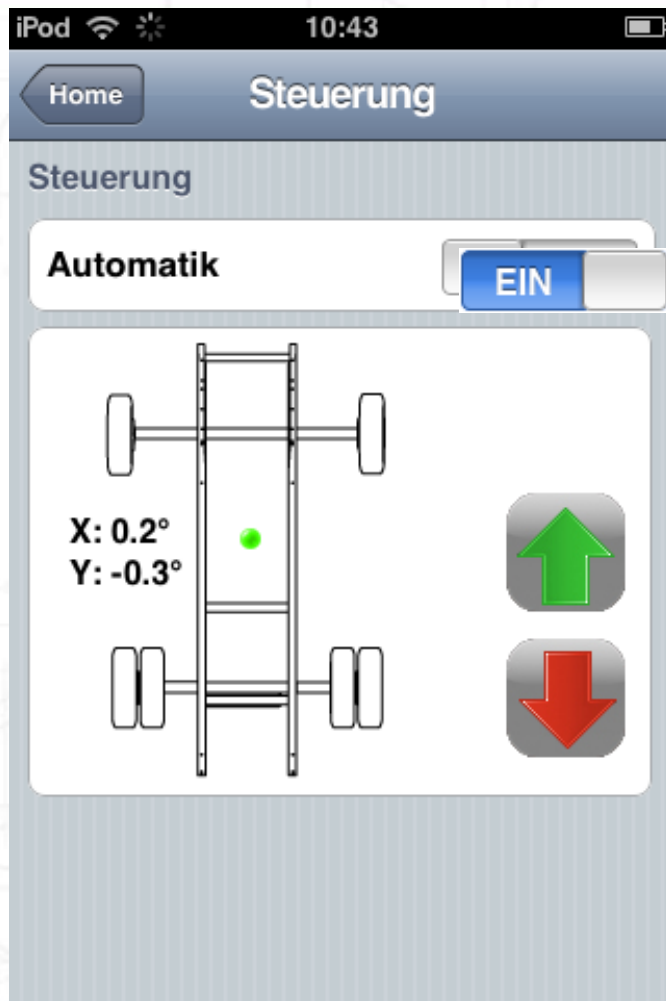 iPod 10:43
Home Steuerung
Steuerung
Automatik EIN
X: 0.2°
Y: -0.3°